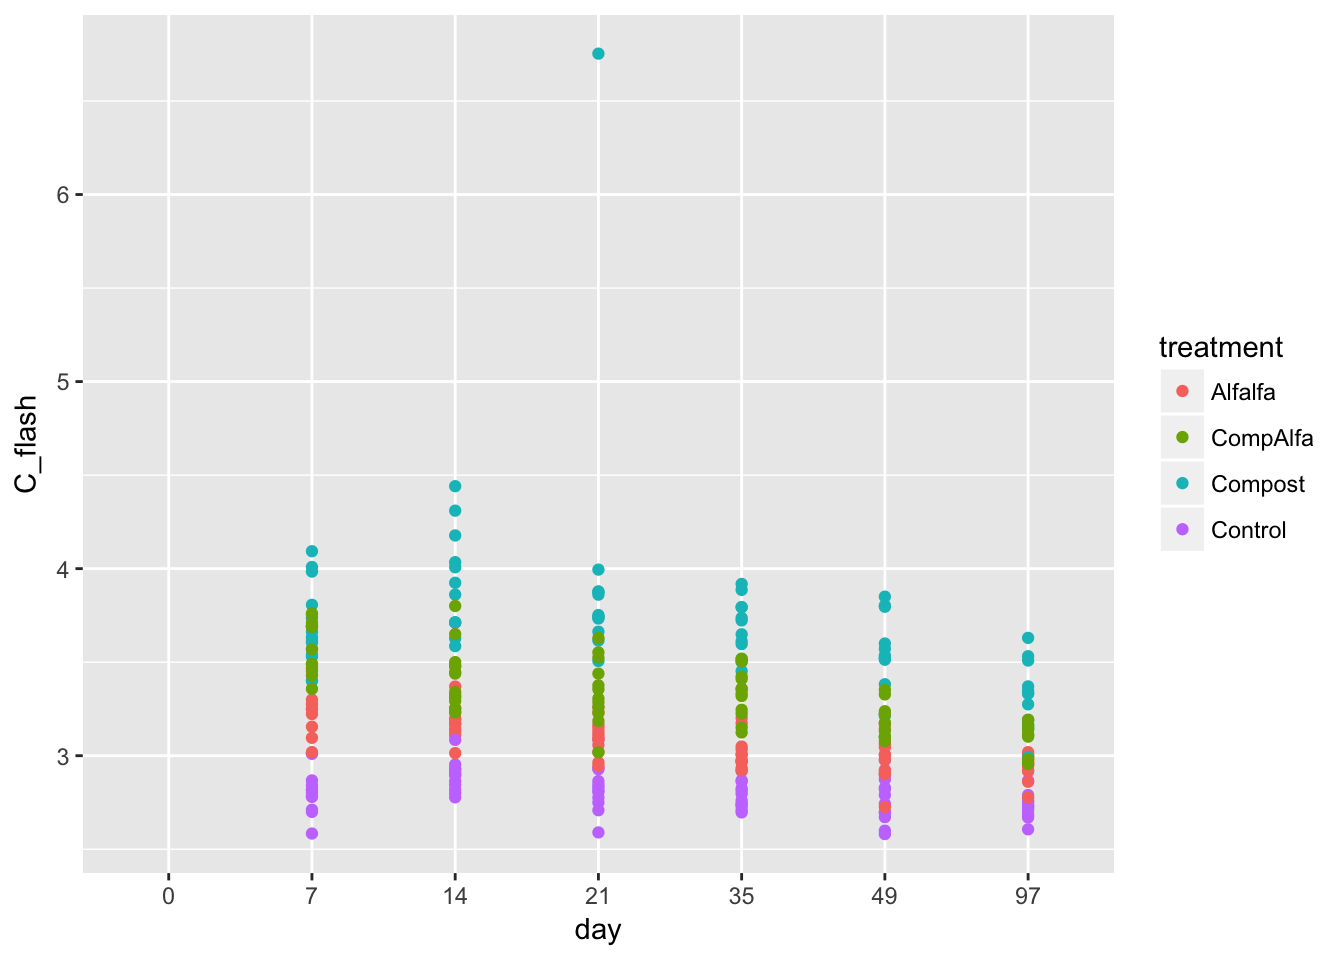 6
5
4
3
C_flash
0 7 14 21 35 49 97
day
treatment
Alfalfa
CompAlfa
Compost
Control